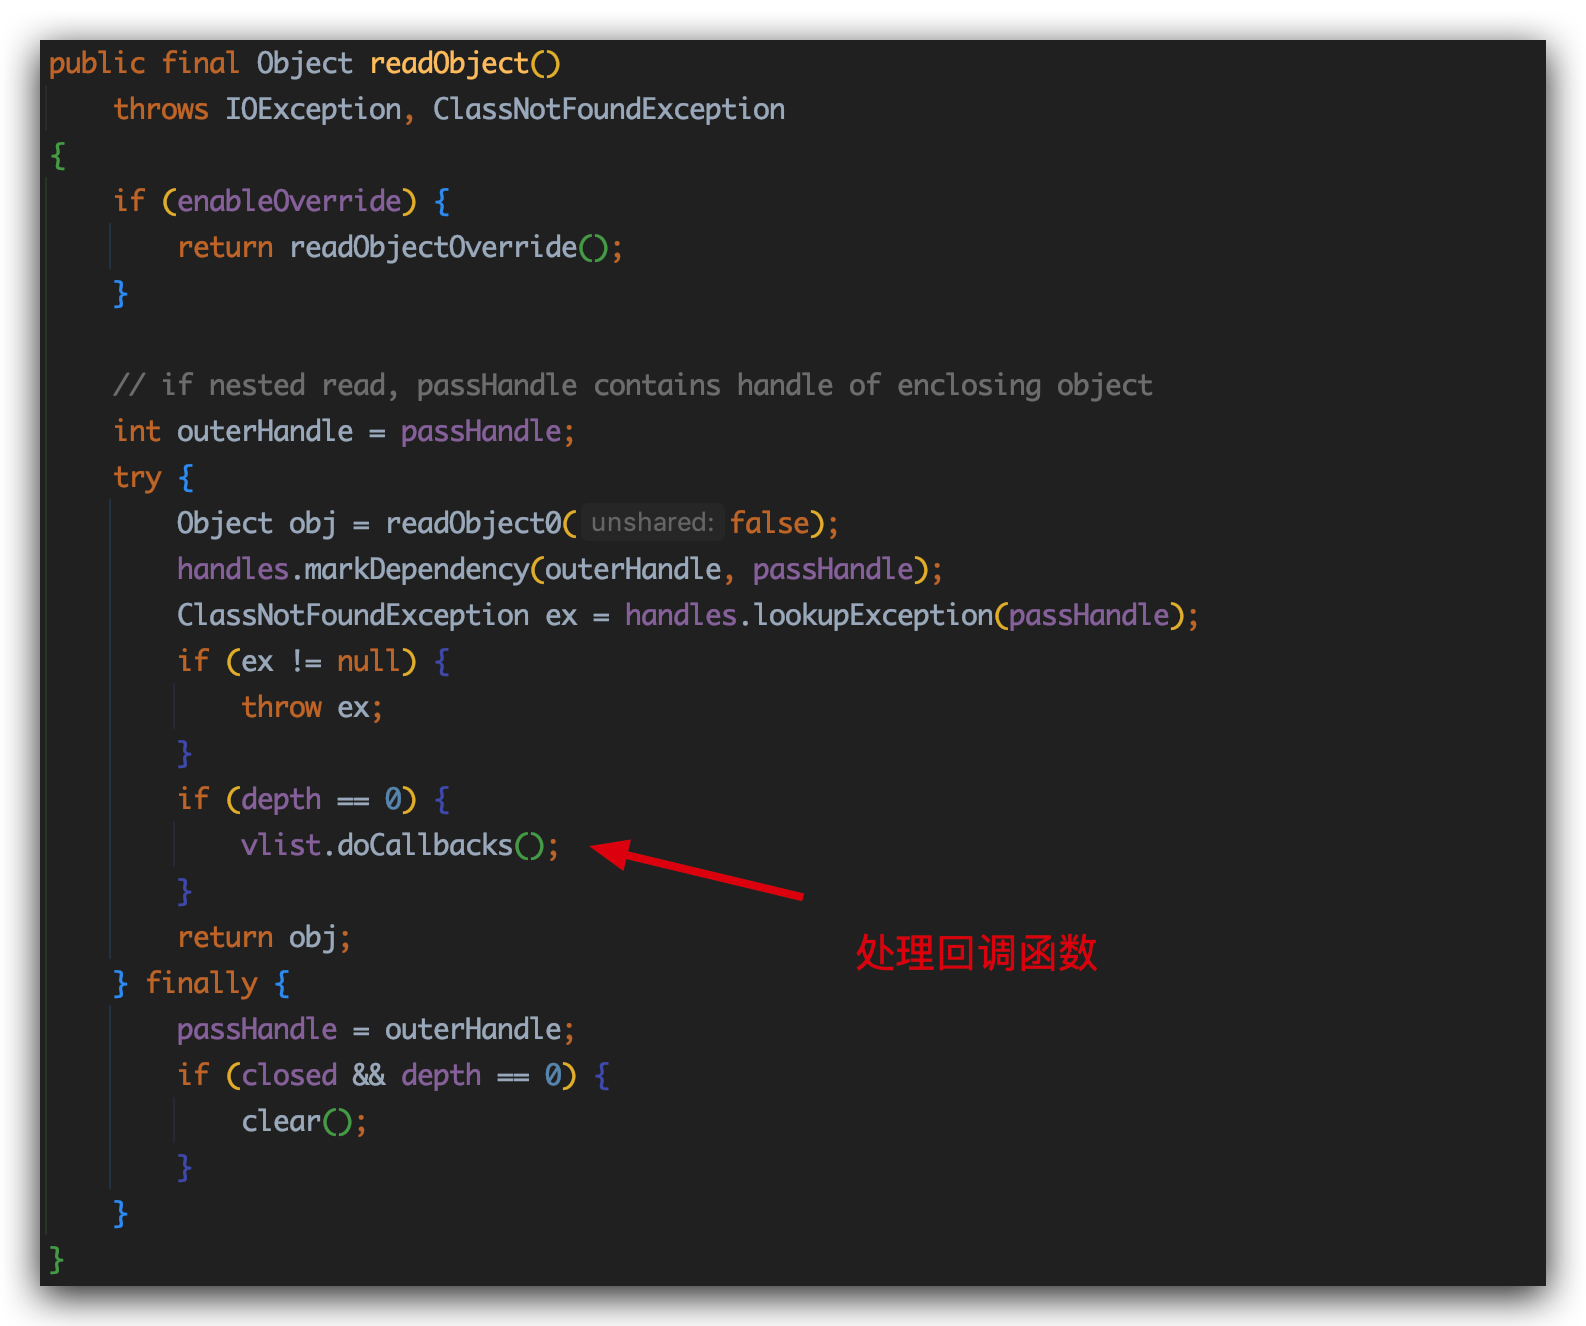 public final Object readObject()
    throws IOException, ClassNotFoundException
{
    if (enableOverride) {
        return readObjectOverride();
    }

    // if nested read, passHandle contains handle of enclosing object
    int outerHandle = passHandle;
    try {
        Object obj = readObject0( unshared: false);
        handles.markDependency(outerHandle, passHandle);
        ClassNotFoundException ex = handles.lookupException(passHandle);
        if (ex != null) {
            throw ex;
        }
        if (depth == 0) {
            vlist.doCallbacks();
        }
        return obj;
处理回调函数
    } finally {
        passHandle = outerHandle;
        if (closed && depth == 0) {
            clear();
        }
    }
}